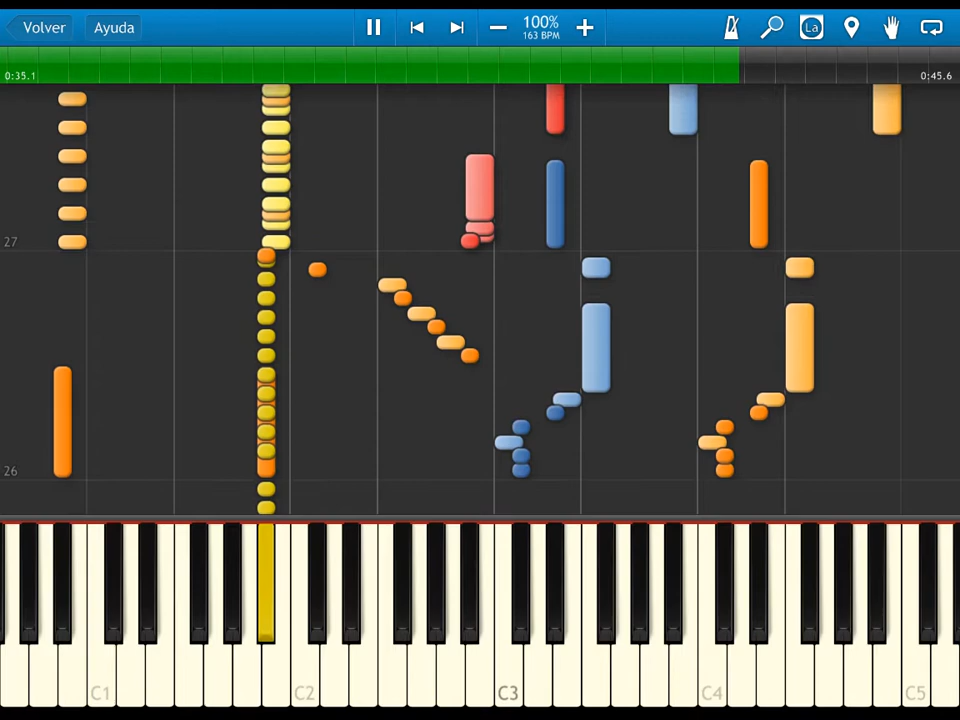 Volver
Ayuda
100%
163 BPM
La
0:35.1
0:45.6
27
26
C1
C2
C3
C4
C5